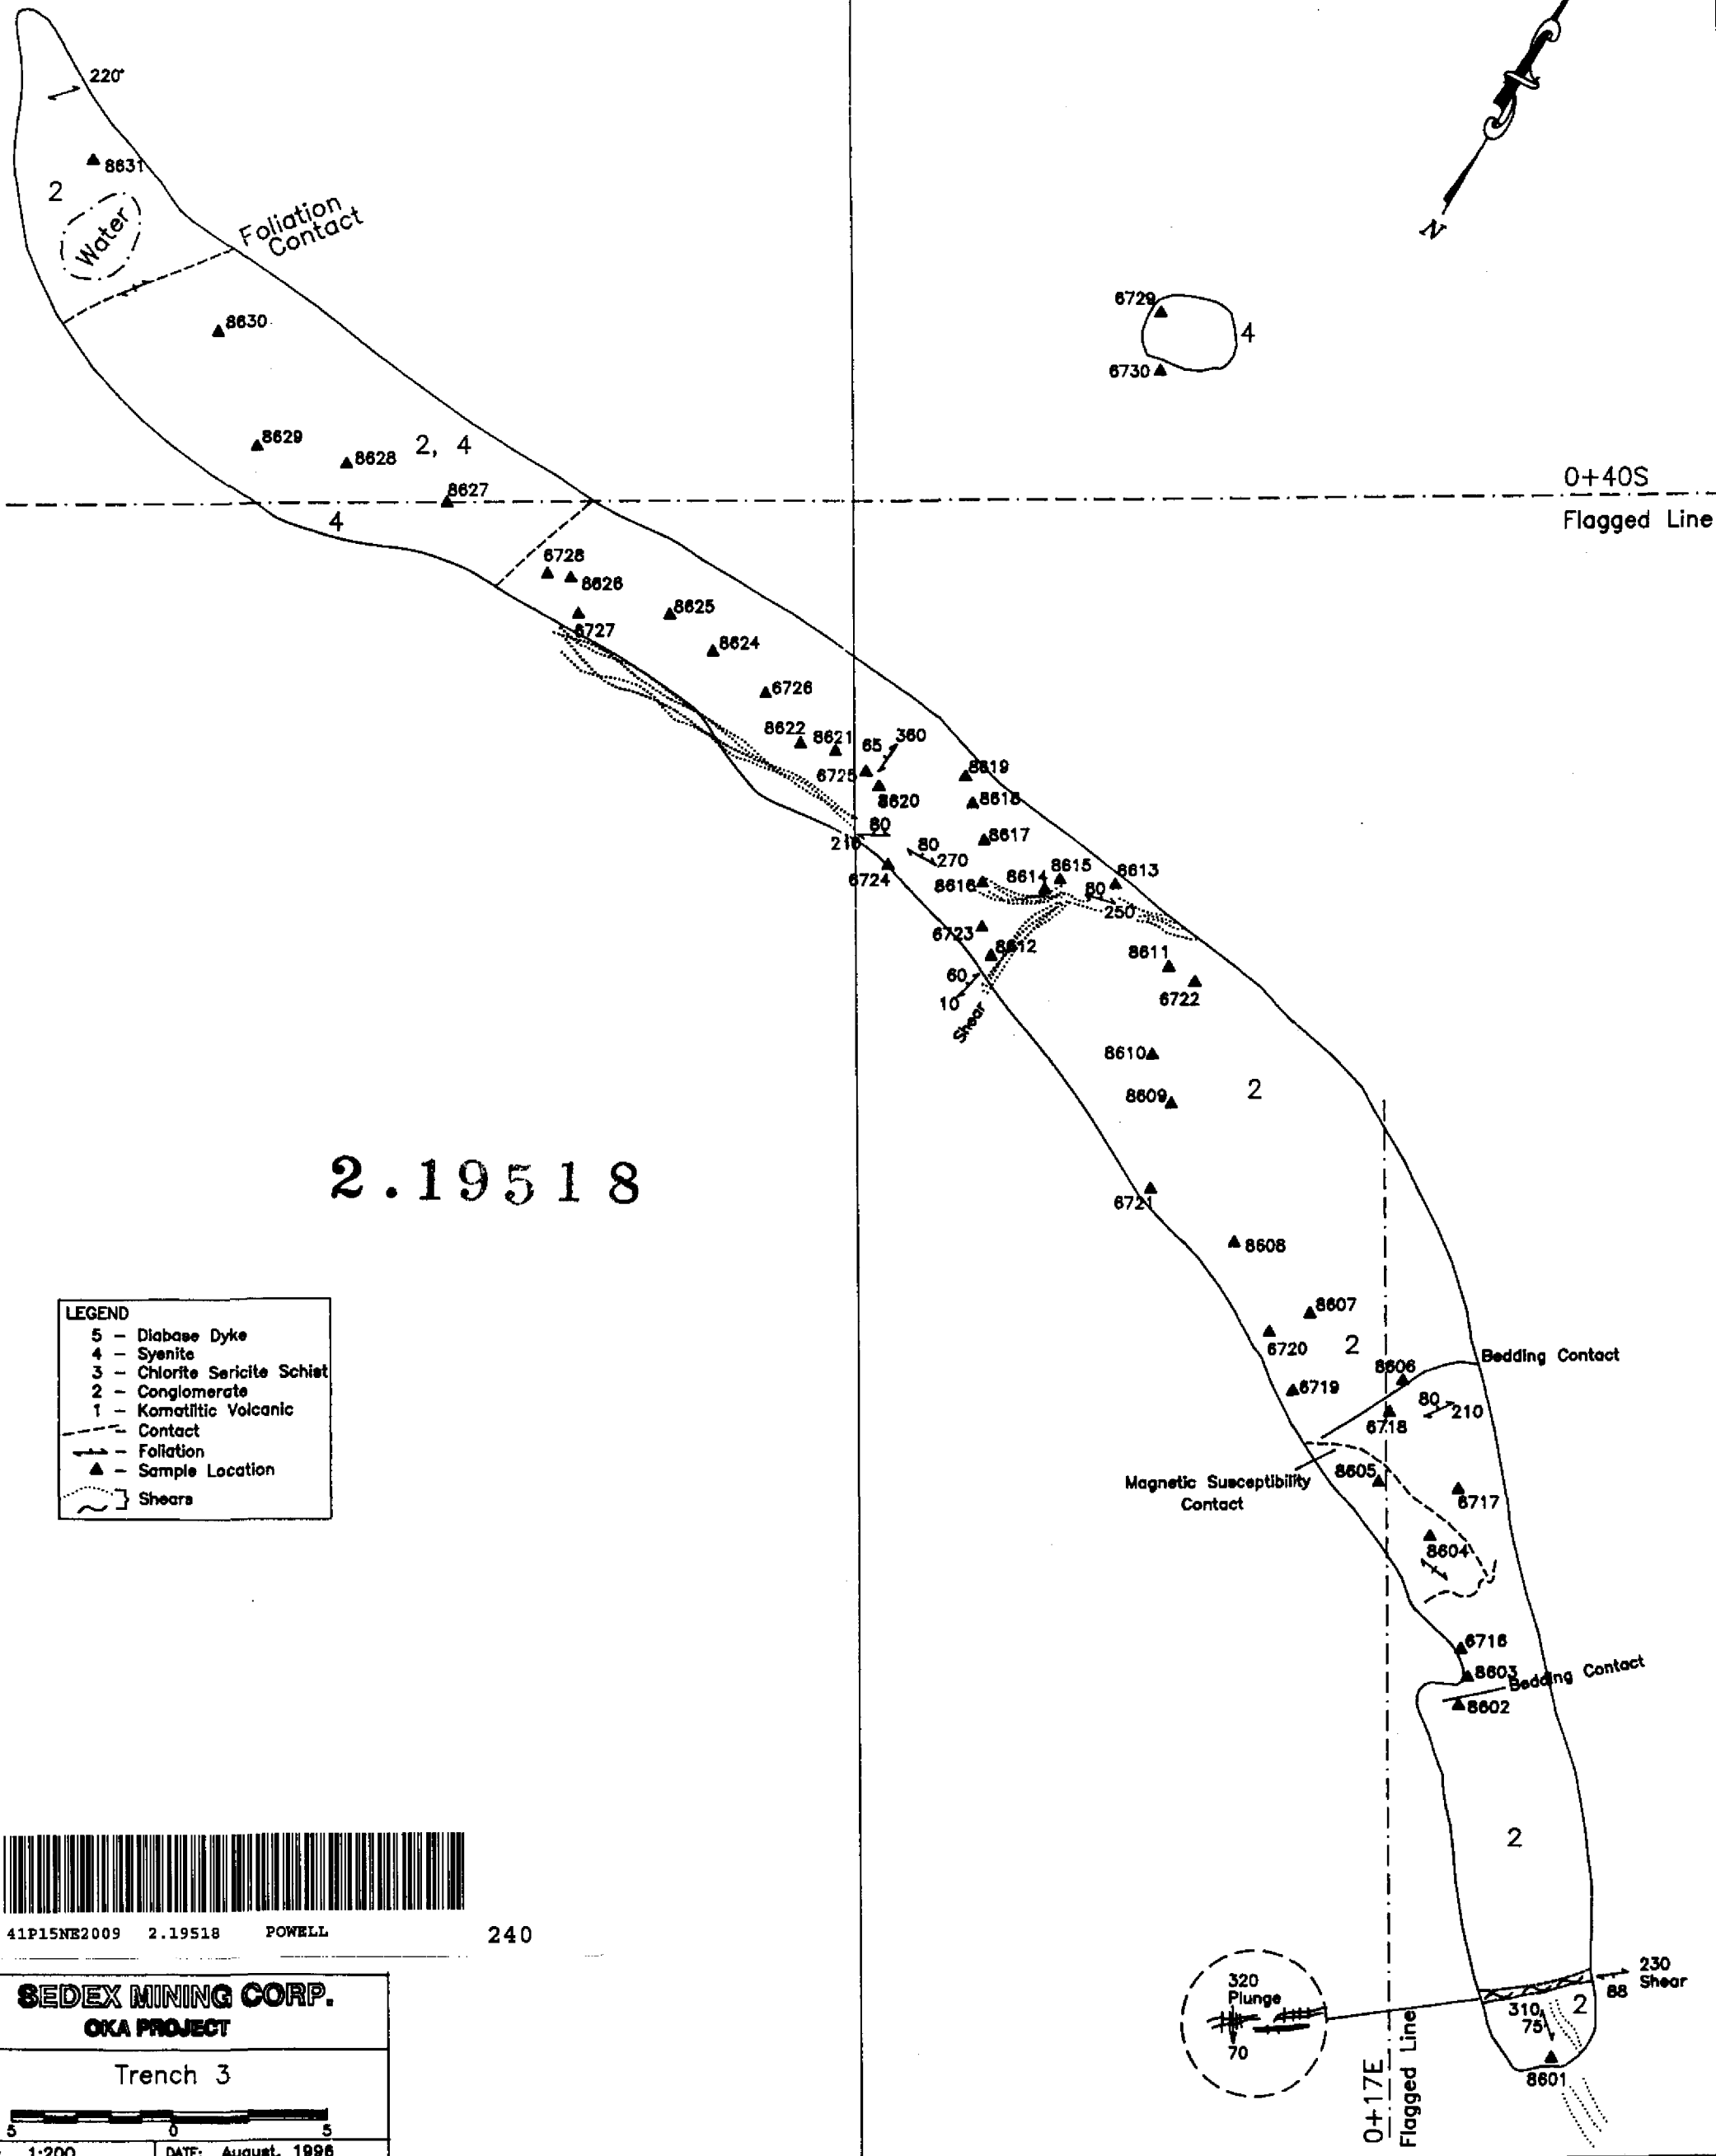 220°
8631
2
Water
Foliation
Contact
N
8630
6729
4
6730
8629
8628
2, 4
8627
4
0+40S
Flagged Line
6728
8626
6727
8625
8624
6726
8622
8621
65
360
6725
8620
8619
8618
80
210
8617
80
270
6724
8616
8614
8615
8613
80
250
6723
8612
60
10
Shear
8611
6722
8610
8609
2
2.19518
6721
8608
8607
6720
2
8606
Bedding Contact
6719
80
210
6718
8605
Magnetic Susceptibility
Contact
6717
8604
6716
8603
Bedding Contact
8602
2
LEGEND
5 – Diabase Dyke
4 – Syenite
3 – Chlorite Sericite Schist
2 – Conglomerate
1 – Komatiitic Volcanic
– Contact
– Foliation
– Sample Location
Shears
41P15NE2009 2.19518 POWELL
240
SEDEX MINING CORP.
OKA PROJECT
Trench 3
5 0 5
1:200
DATE: August, 1996
320
Plunge
70
0+17E
Flagged Line
230
Shear
88
2
310
75
8601